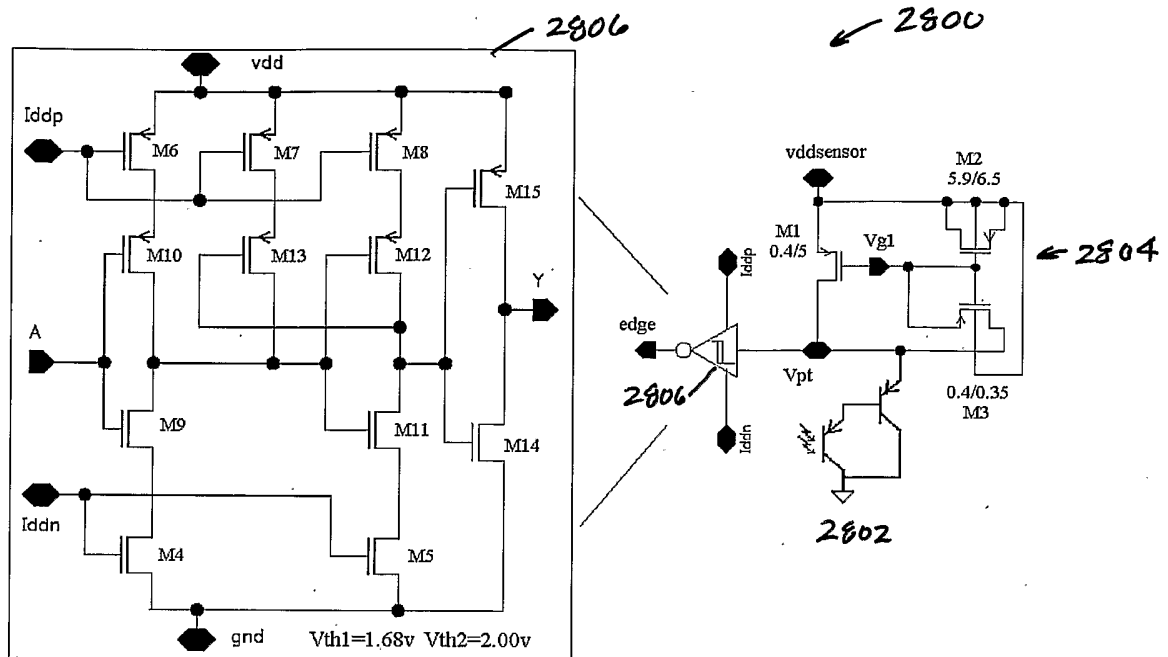 2806
2800
vdd
Iddp
M6
M7
M8
M15
M10
M13
M12
A
Y
M9
M11
M14
Iddn
M4
M5
gnd
Vth1=1.68v Vth2=2.00v
vddsensor
M2
5.9/6.5
M1
0.4/5
Vg1
2804
Iddp
edge
2806
Vpt
Iddn
0.4/0.35
M3
2802